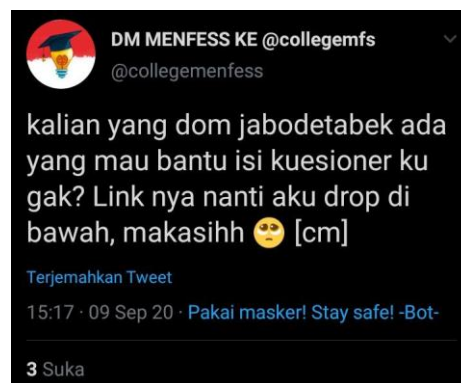 DM MENFESS KE @collegemfs
@collegemenfess
kalian yang dom jabodetabek ada
yang mau bantu isi kuesioner ku
gak? Link nya nanti aku drop di
bawah, makasihh 🥺 [cm]
Terjemahkan Tweet
15:17 · 09 Sep 20 · Pakai masker! Stay safe! -Bot-
3 Suka